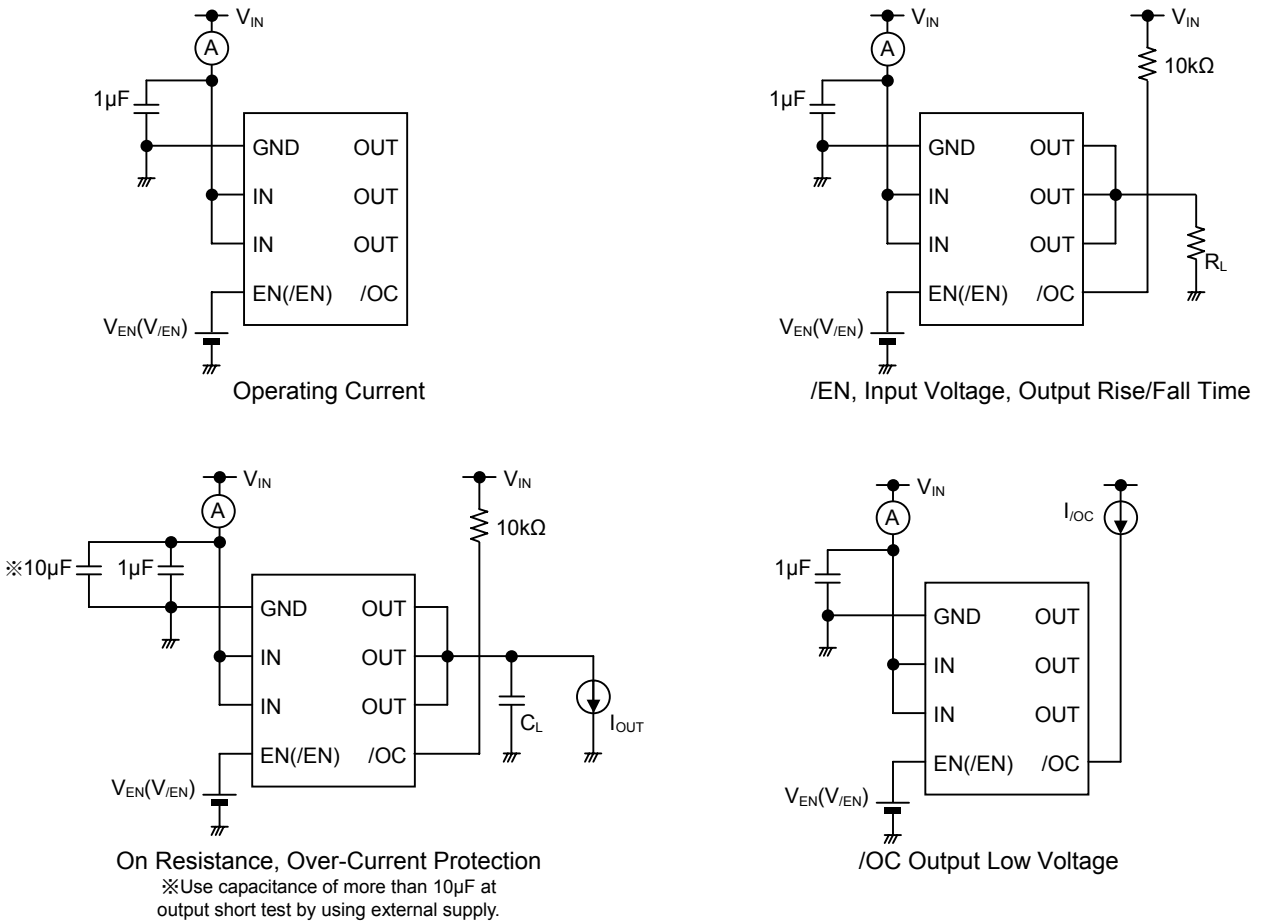 V_IN
A
1µF
GND OUT
IN OUT
IN OUT
EN(/EN) /OC
V_EN(V_/EN)
Operating Current
V_IN
V_IN
A
10kΩ
1µF
GND OUT
IN OUT
IN OUT
R_L
EN(/EN) /OC
V_EN(V_/EN)
/EN, Input Voltage, Output Rise/Fall Time
V_IN
V_IN
A
10kΩ
※10µF 1µF
GND OUT
IN OUT
IN OUT
C_L
I_OUT
EN(/EN) /OC
V_EN(V_/EN)
On Resistance, Over-Current Protection
※Use capacitance of more than 10µF at
output short test by using external supply.
V_IN
A
I_/OC
1µF
GND OUT
IN OUT
IN OUT
EN(/EN) /OC
V_EN(V_/EN)
/OC Output Low Voltage